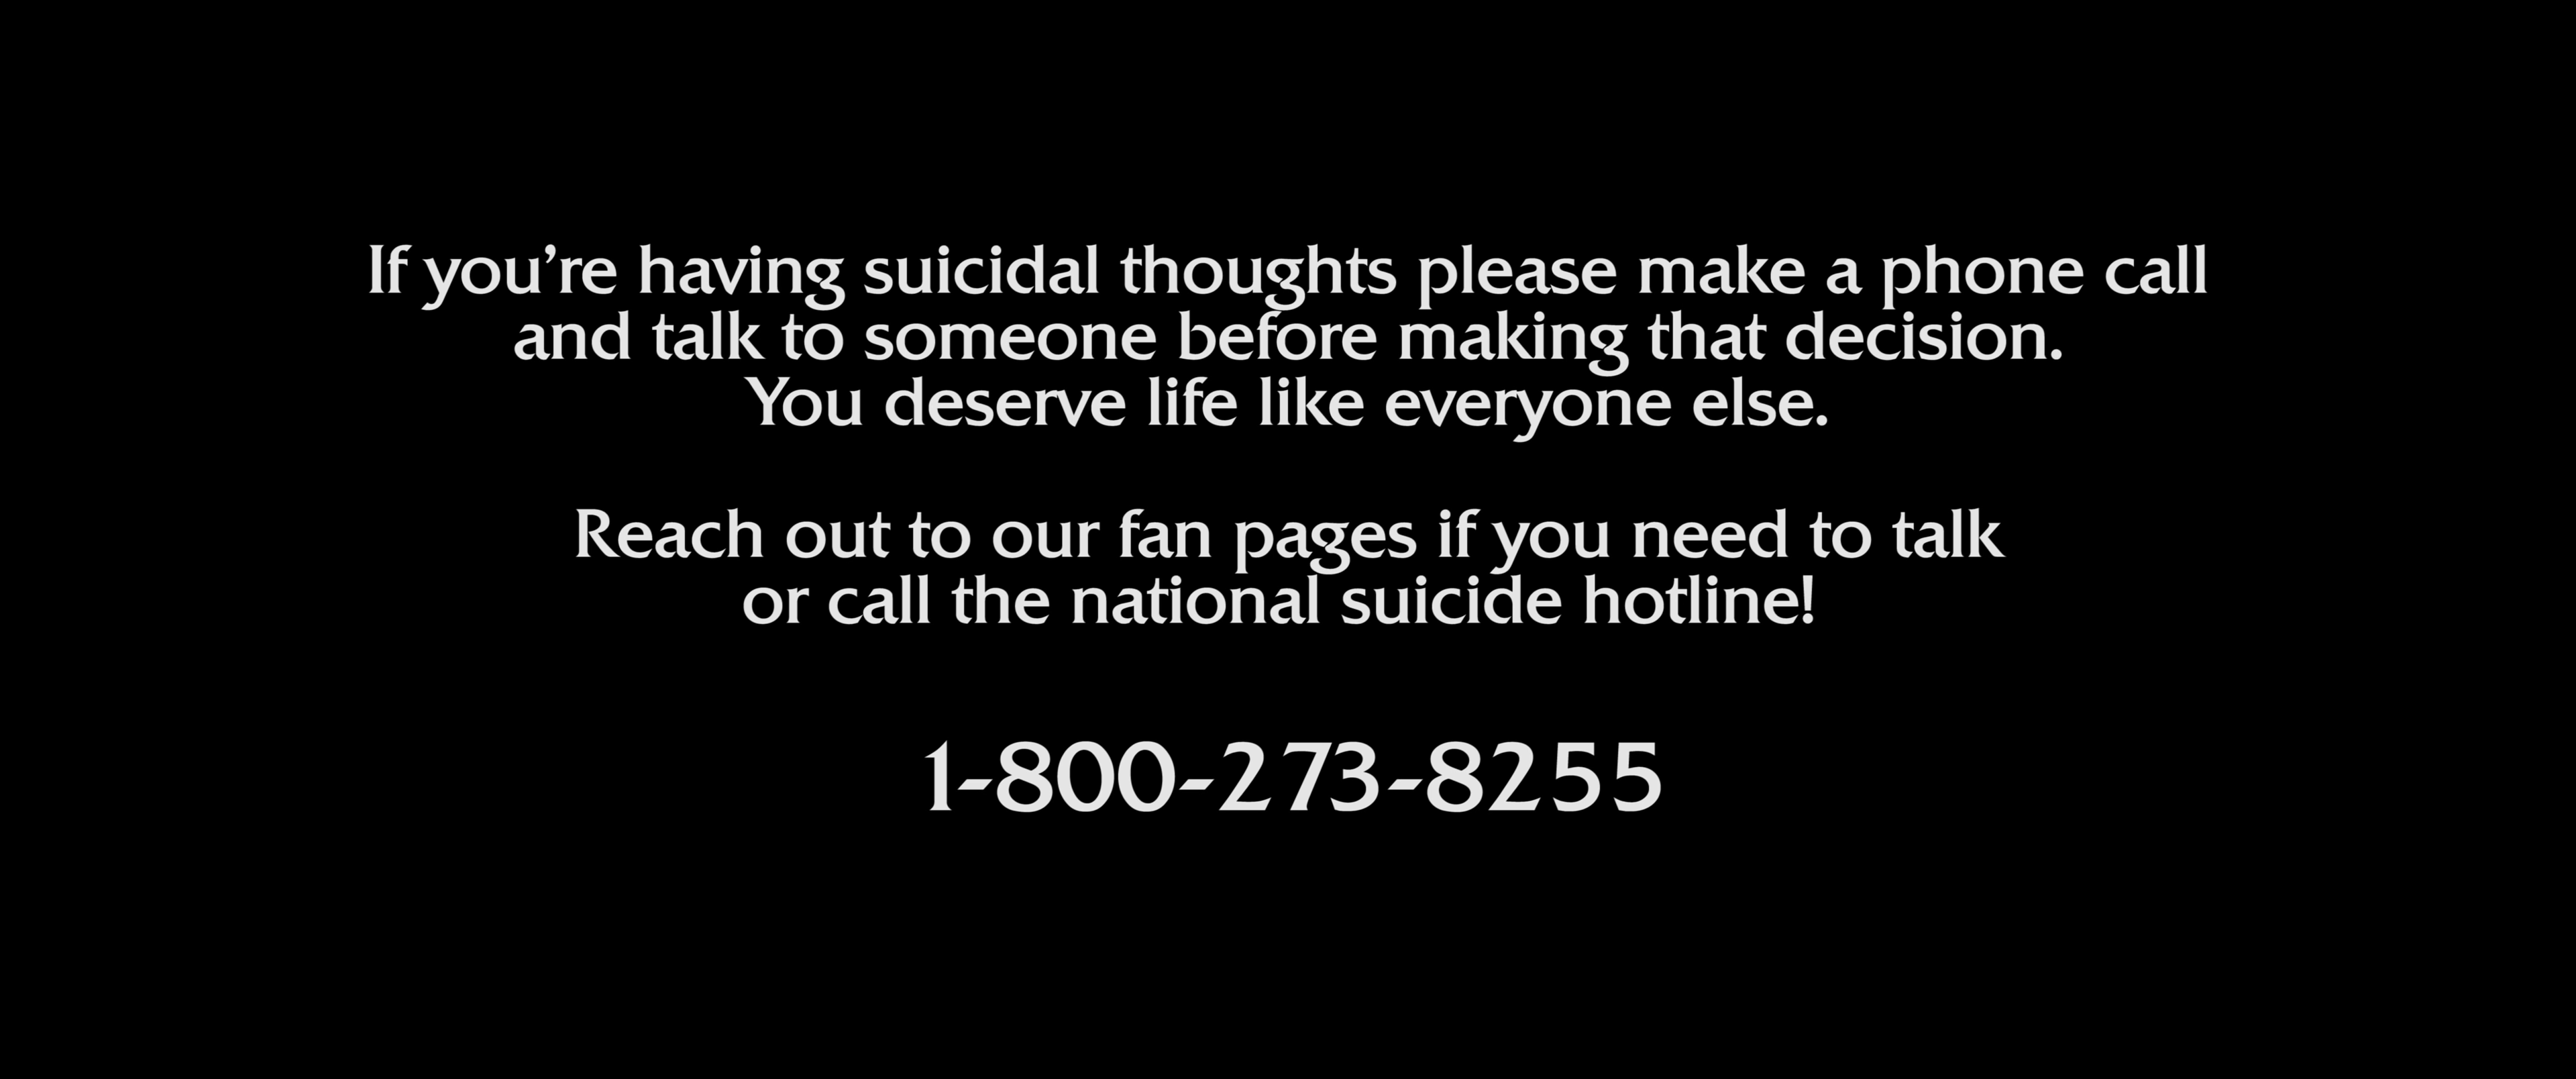 If you’re having suicidal thoughts please make a phone call
and talk to someone before making that decision.
You deserve life like everyone else.
Reach out to our fan pages if you need to talk
or call the national suicide hotline!
1-800-273-8255